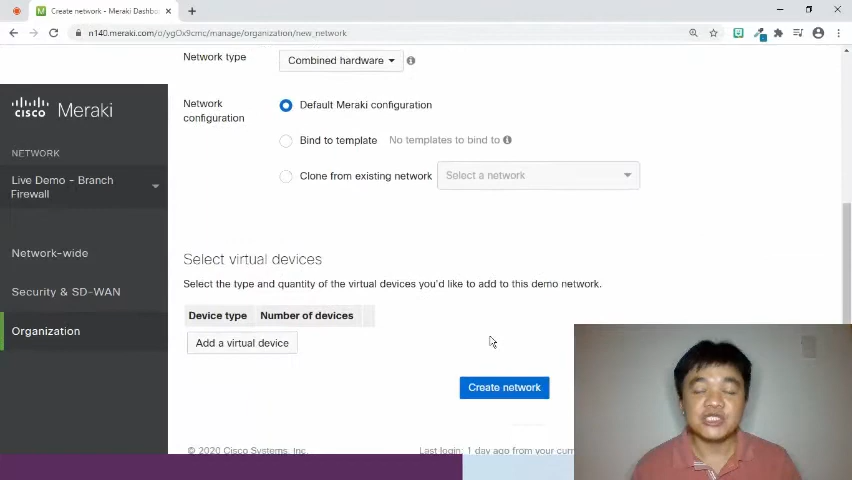 Create network - Meraki Dashbo
n140.meraki.com/o/ygOx9cmc/manage/organization/new_network
Network type
Combined hardware
Network
configuration
Default Meraki configuration
Bind to template
No templates to bind to
Clone from existing network
Select a network
CISCO Meraki
NETWORK
Live Demo - Branch
Firewall
Network-wide
Security & SD-WAN
Organization
Select virtual devices
Select the type and quantity of the virtual devices you'd like to add to this demo network.
Device type
Number of devices
Add a virtual device
Create network
© 2020 Cisco Systems, Inc.
Last login: 1 day ago from your curr